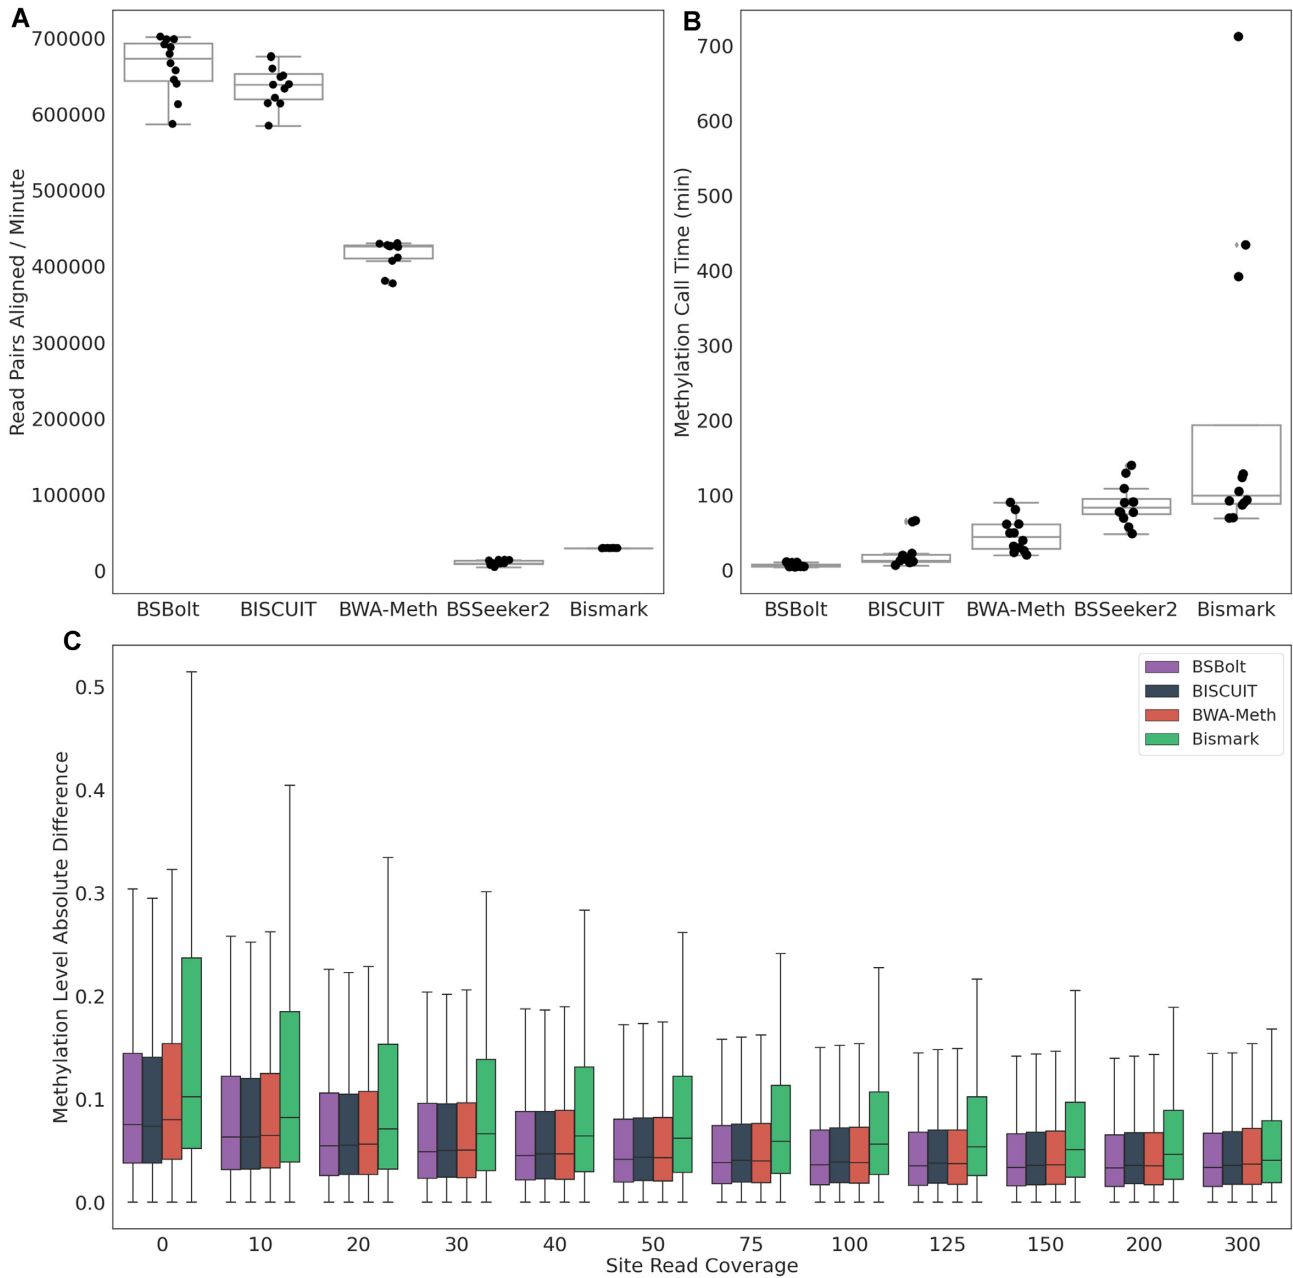 A
700000
600000
500000
400000
300000
200000
100000
0
Read Pairs Aligned / Minute
BSBolt BISCUIT BWA-Meth BSSeeker2 Bismark
B
700
600
500
400
300
200
100
0
Methylation Call Time (min)
BSBolt BISCUIT BWA-Meth BSSeeker2 Bismark
C
0.5
0.4
0.3
0.2
0.1
0.0
Methylation Level Absolute Difference
BSBolt
BISCUIT
BWA-Meth
Bismark
0 10 20 30 40 50 75 100 125 150 200 300
Site Read Coverage